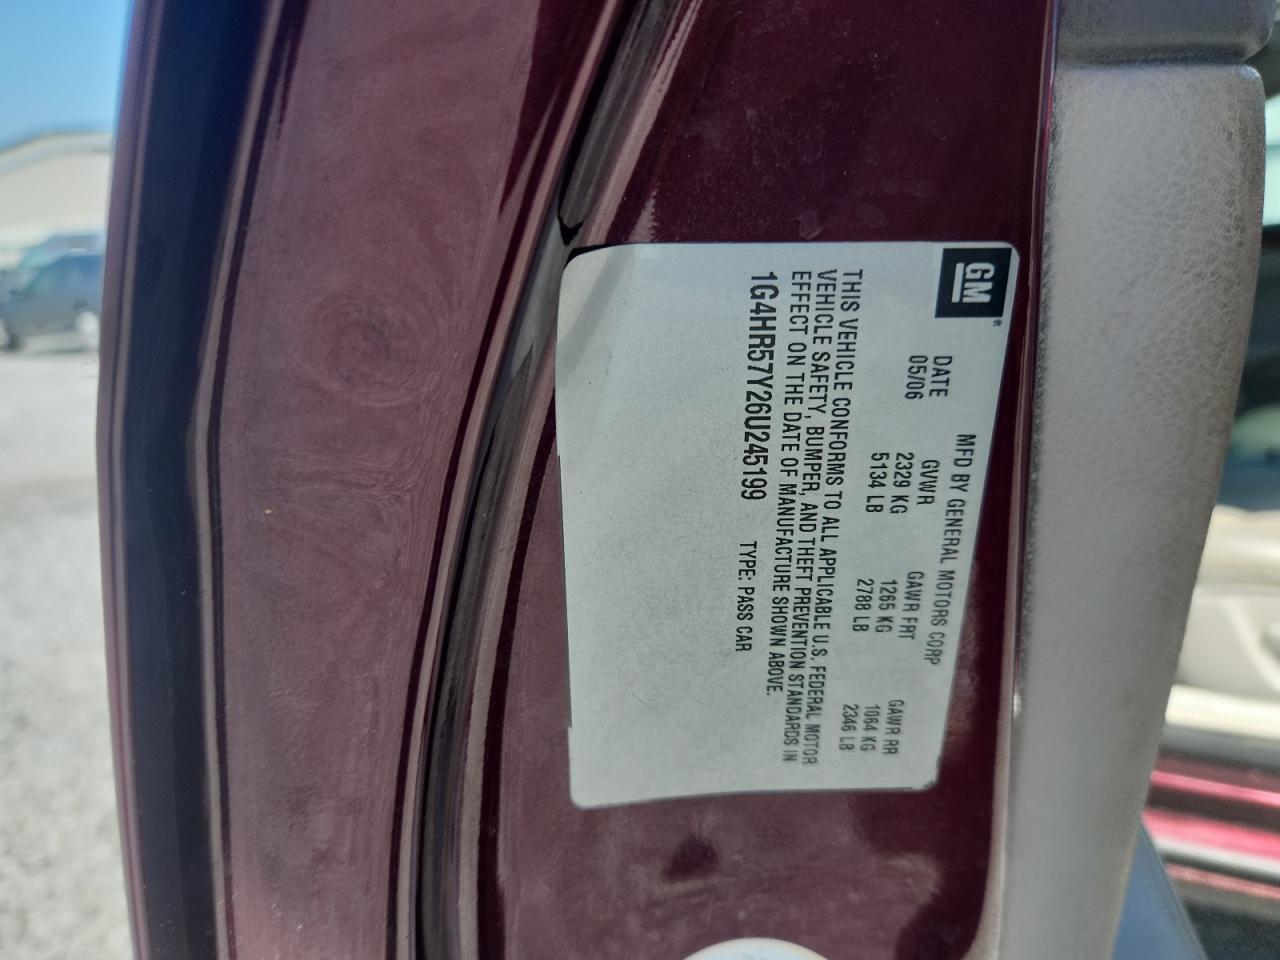 GM®
MFD BY GENERAL MOTORS CORP
DATE GVWR GAWR FRT GAWR RR
05/06 2329 KG 1265 KG 1064 KG
5134 LB 2788 LB 2346 LB
THIS VEHICLE CONFORMS TO ALL APPLICABLE U.S. FEDERAL MOTOR
VEHICLE SAFETY, BUMPER, AND THEFT PREVENTION STANDARDS IN
EFFECT ON THE DATE OF MANUFACTURE SHOWN ABOVE.
1G4HR57Y26U245199 TYPE: PASS CAR